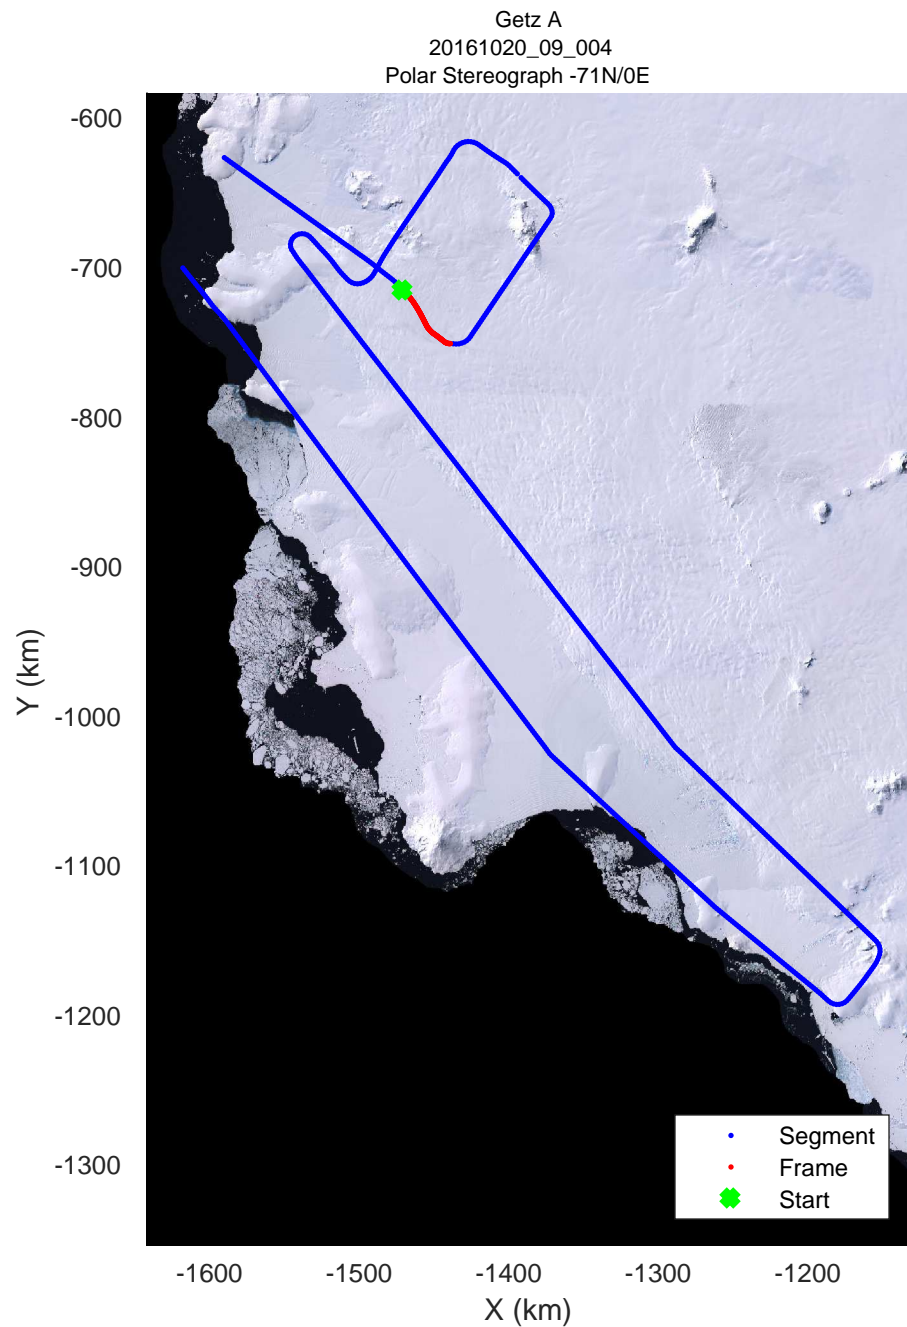 Getz A
20161020_09_004
Polar Stereograph -71N/0E
-600
-700
-800
-900
-1000
-1100
-1200
-1300
Y (km)
-1600
-1500
-1400
-1300
-1200
X (km)
Segment
Frame
Start